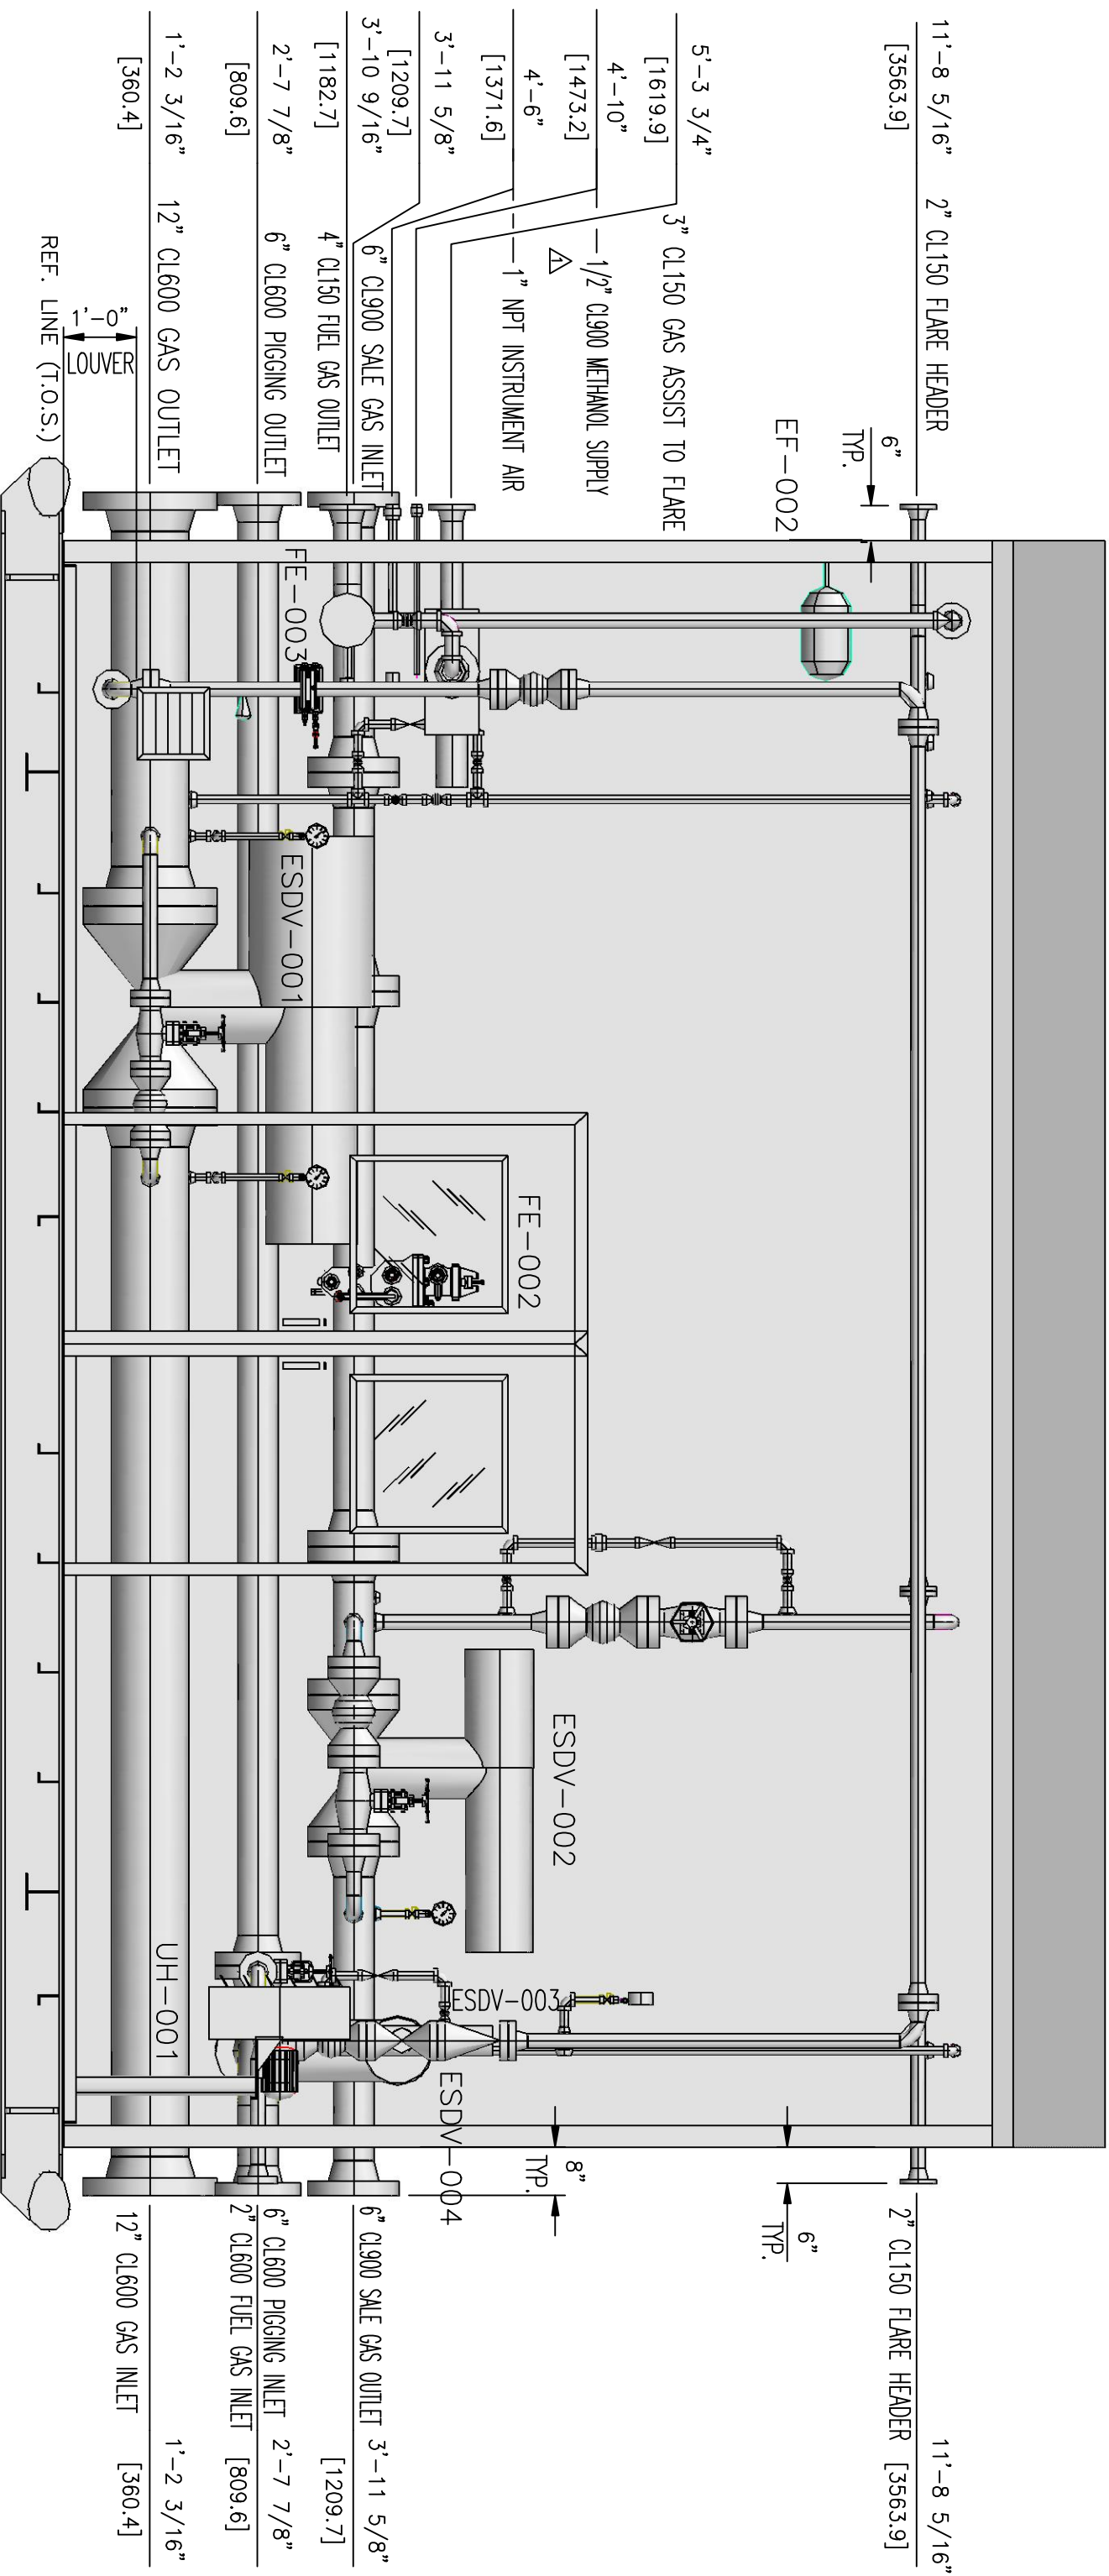 11'-8 5/16"
[3563.9]
2" CL150 FLARE HEADER
5'-3 3/4"
[1619.9]
3" CL150 GAS ASSIST TO FLARE
4'-10"
[1473.2]
1/2" CL900 METHANOL SUPPLY
1
4'-6"
[1371.6]
1" NPT INSTRUMENT AIR
3'-11 5/8"
[1209.7]
6" CL900 SALE GAS INLET
3'-10 9/16"
[1182.7]
4" CL150 FUEL GAS OUTLET
2'-7 7/8"
[809.6]
6" CL600 PIGGING OUTLET
1'-2 3/16"
[360.4]
12" CL600 GAS OUTLET
1'-0"
LOUVER
REF. LINE (T.O.S.)
6"
TYP.
EF-002
FE-003
ESDV-001
FE-002
ESDV-002
ESDV-003
ESDV-004
UH-001
8"
TYP.
6"
TYP.
2" CL150 FLARE HEADER
11'-8 5/16"
[3563.9]
6" CL900 SALE GAS OUTLET
3'-11 5/8"
[1209.7]
6" CL600 PIGGING INLET
2'-7 7/8"
2" CL600 FUEL GAS INLET
[809.6]
12" CL600 GAS INLET
1'-2 3/16"
[360.4]